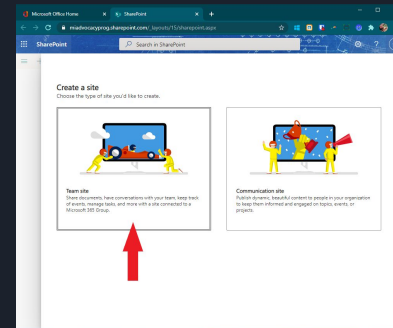 Microsoft Office Home
SharePoint
miadvocacyprog.sharepoint.com/_layouts/15/sharepoint.aspx
SharePoint
Search in SharePoint
Create a site
Choose the type of site you'd like to create.
Team site
Share documents, have conversations with your team, keep track
of events, manage tasks, and more with a site connected to a
Microsoft 365 Group.
Communication site
Publish dynamic, beautiful content to people in your organization
to keep them informed and engaged on topics, events, or
projects.